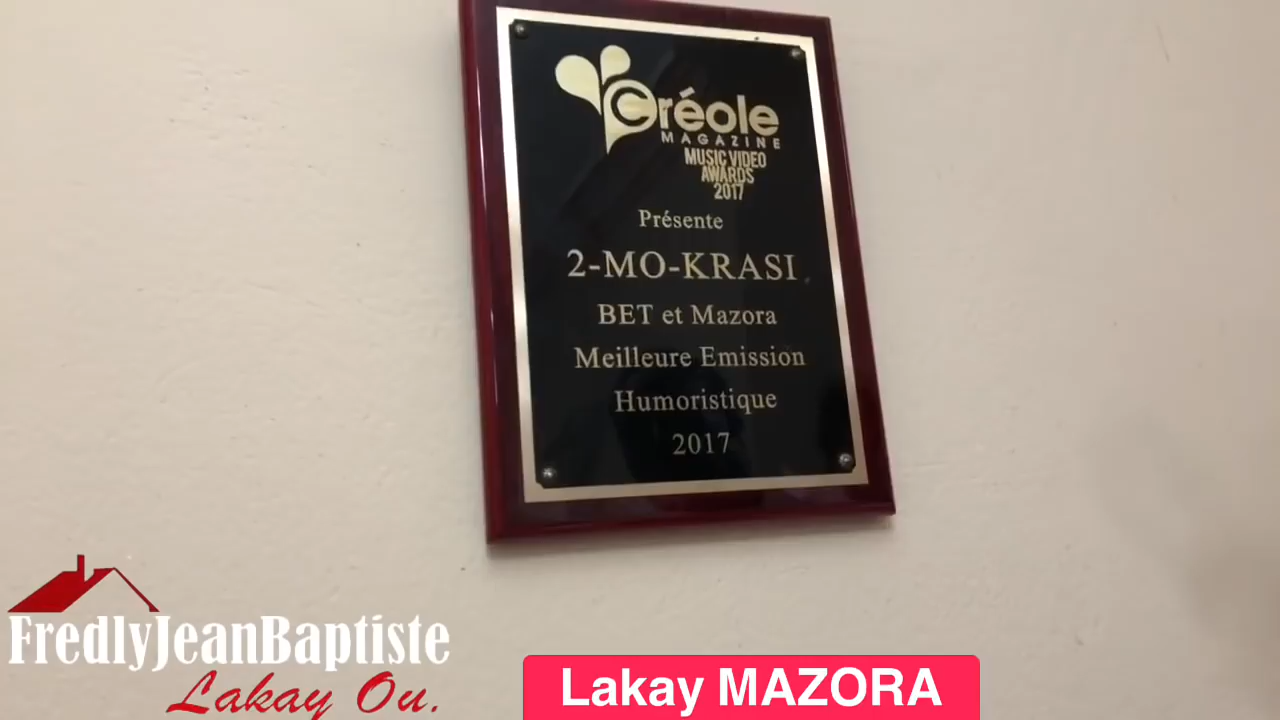 Créole
MAGAZINE
MUSIC VIDEO
AWARDS
2017
Présente
2-MO-KRASI
BET et Mazora
Meilleure Emission
Humoristique
2017
FredlyJeanBaptiste
Lakay Ou.
Lakay MAZORA